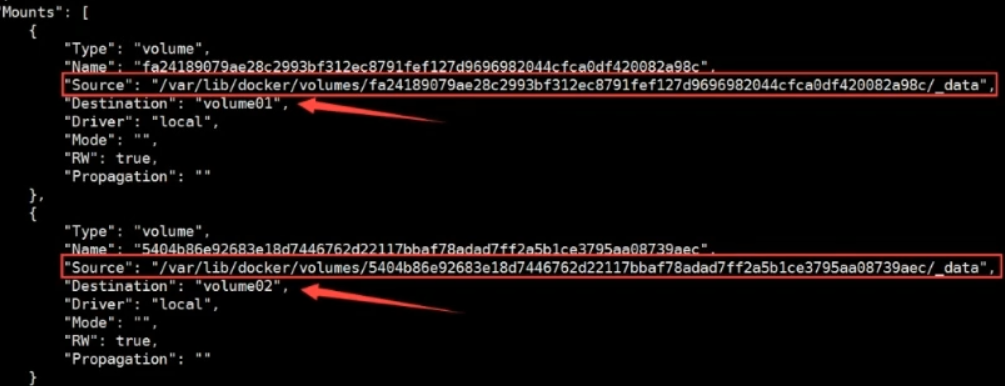 "Mounts": [
{
"Type": "volume",
"Name": "fa24189079ae28c2993bf312ec8791fef127d9696982044cfca0df420082a98c",
"Source": "/var/lib/docker/volumes/fa24189079ae28c2993bf312ec8791fef127d9696982044cfca0df420082a98c/_data",
"Destination": "volume01",
"Driver": "local",
"Mode": "",
"RW": true,
"Propagation": ""
},
{
"Type": "volume",
"Name": "5404b86e92683e18d7446762d22117bbaf78adad7ff2a5b1ce3795aa08739aec",
"Source": "/var/lib/docker/volumes/5404b86e92683e18d7446762d22117bbaf78adad7ff2a5b1ce3795aa08739aec/_data",
"Destination": "volume02",
"Driver": "local",
"Mode": "",
"RW": true,
"Propagation": ""
}